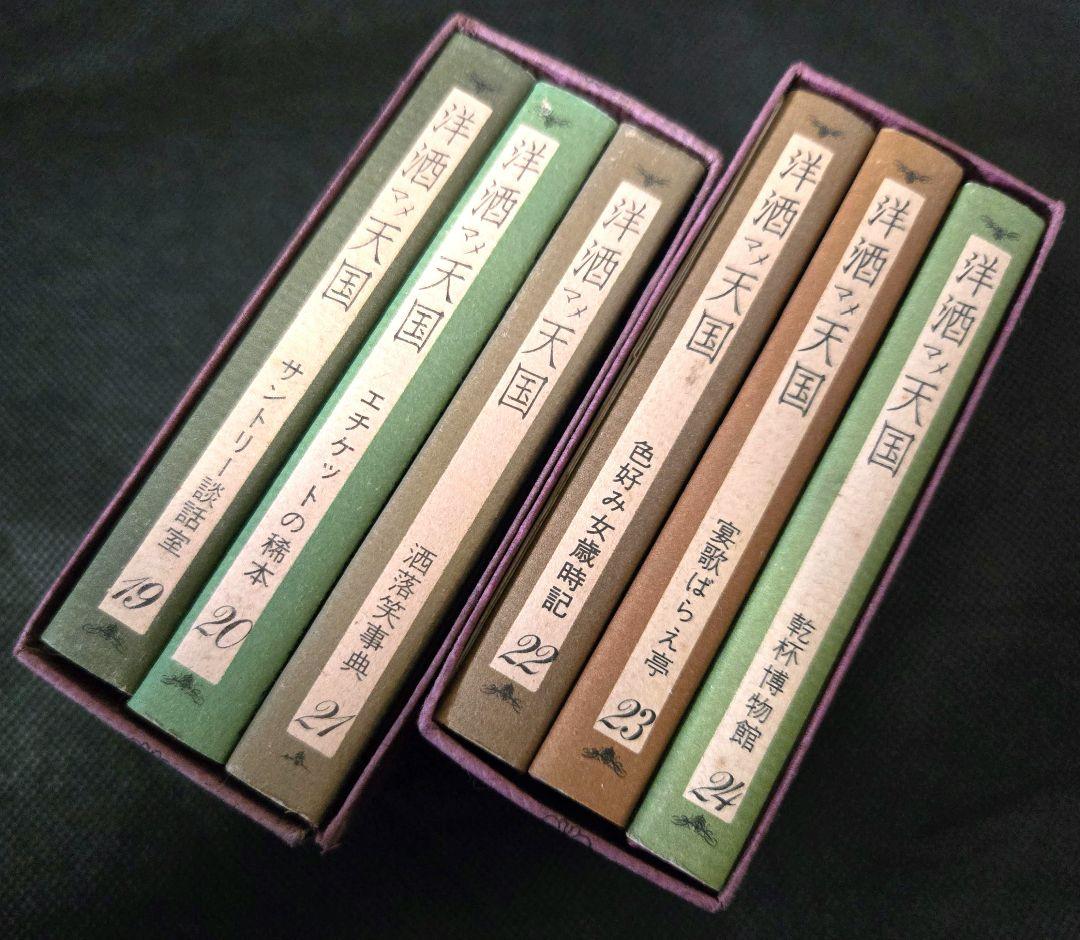 洋酒マメ天国
サントリー談話室
19
洋酒マメ天国
エチケットの稀本
20
洋酒マメ天国
洒落笑事典
21
洋酒マメ天国
色好み女歳時記
22
洋酒マメ天国
宴歌ばらえ亭
23
洋酒マメ天国
乾杯博物館
24